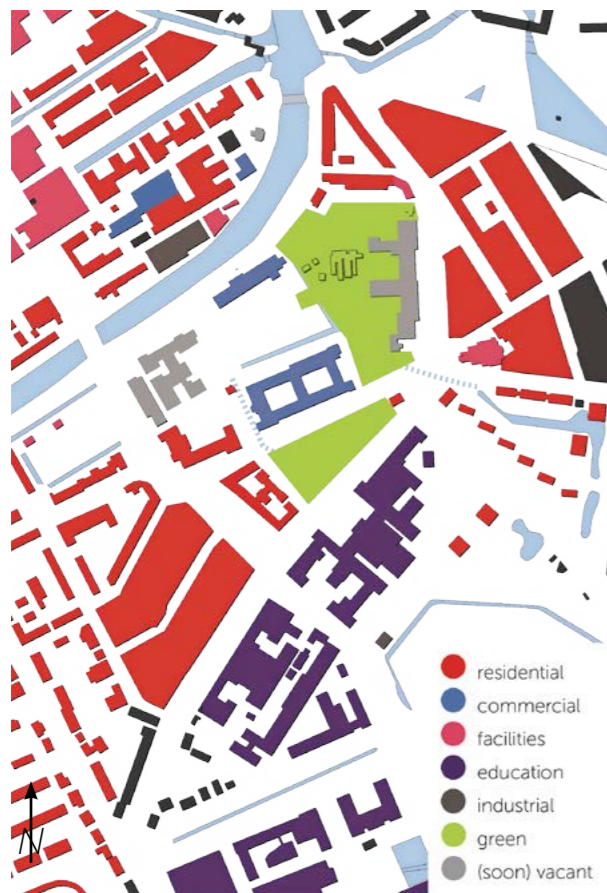 residential
commercial
facilities
education
industrial
green
(soon) vacant
N